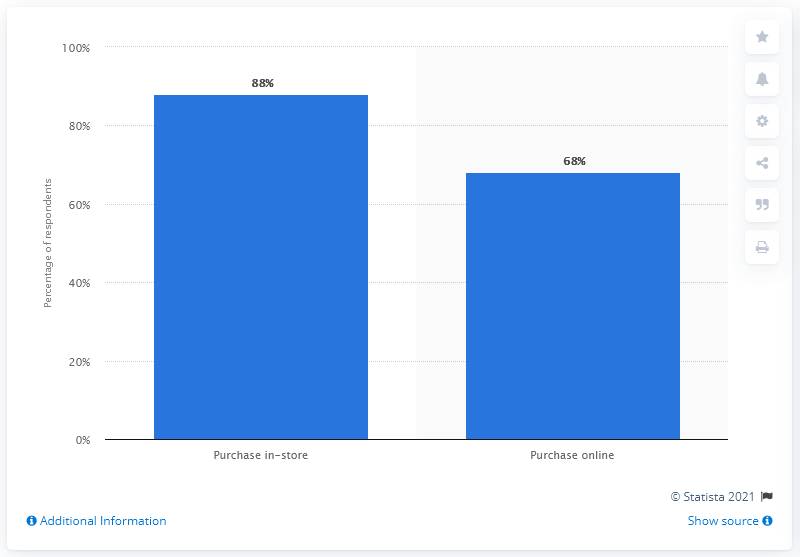 100%
80%
60%
40%
20%
0%
Percentage of respondents
88%
68%
Purchase in-store
Purchase online
© Statista 2021
Additional Information
Show source